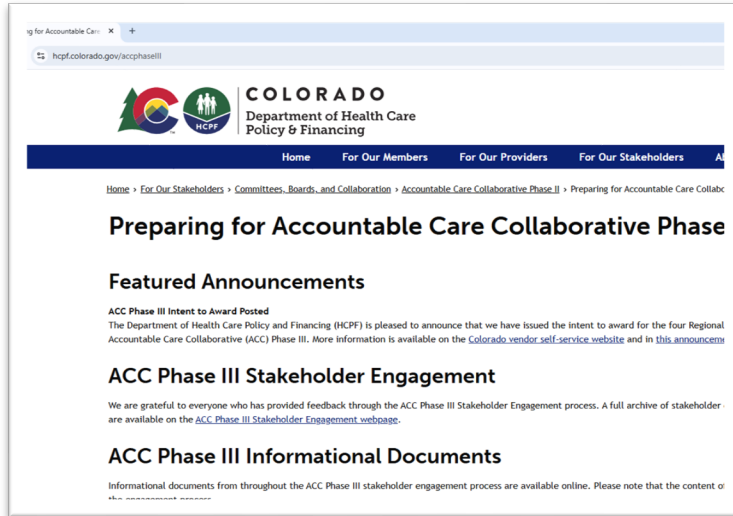 ng for Accountable Care
hcpf.colorado.gov/accphaseIII
HCPF
COLORADO
Department of Health Care
Policy & Financing
Home For Our Members For Our Providers For Our Stakeholders
Home › For Our Stakeholders › Committees, Boards, and Collaboration › Accountable Care Collaborative Phase II › Preparing for Accountable Care Collabo
Preparing for Accountable Care Collaborative Phase
Featured Announcements
ACC Phase III Intent to Award Posted
The Department of Health Care Policy and Financing (HCPF) is pleased to announce that we have issued the intent to award for the four Regional
Accountable Care Collaborative (ACC) Phase III. More information is available on the Colorado vendor self-service website and in this announceme
ACC Phase III Stakeholder Engagement
We are grateful to everyone who has provided feedback through the ACC Phase III Stakeholder Engagement process. A full archive of stakeholder
are available on the ACC Phase III Stakeholder Engagement webpage.
ACC Phase III Informational Documents
Informational documents from throughout the ACC Phase III stakeholder engagement process are available online. Please note that the content of
the engagement process